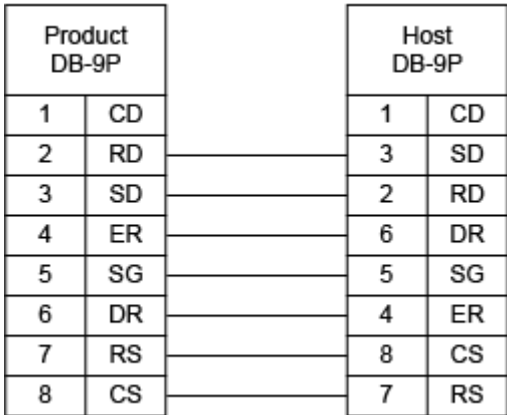 Product Host
DB-9P DB-9P
1 CD 1 CD
2 RD 3 SD
3 SD 2 RD
4 ER 6 DR
5 SG 5 SG
6 DR 4 ER
7 RS 8 CS
8 CS 7 RS